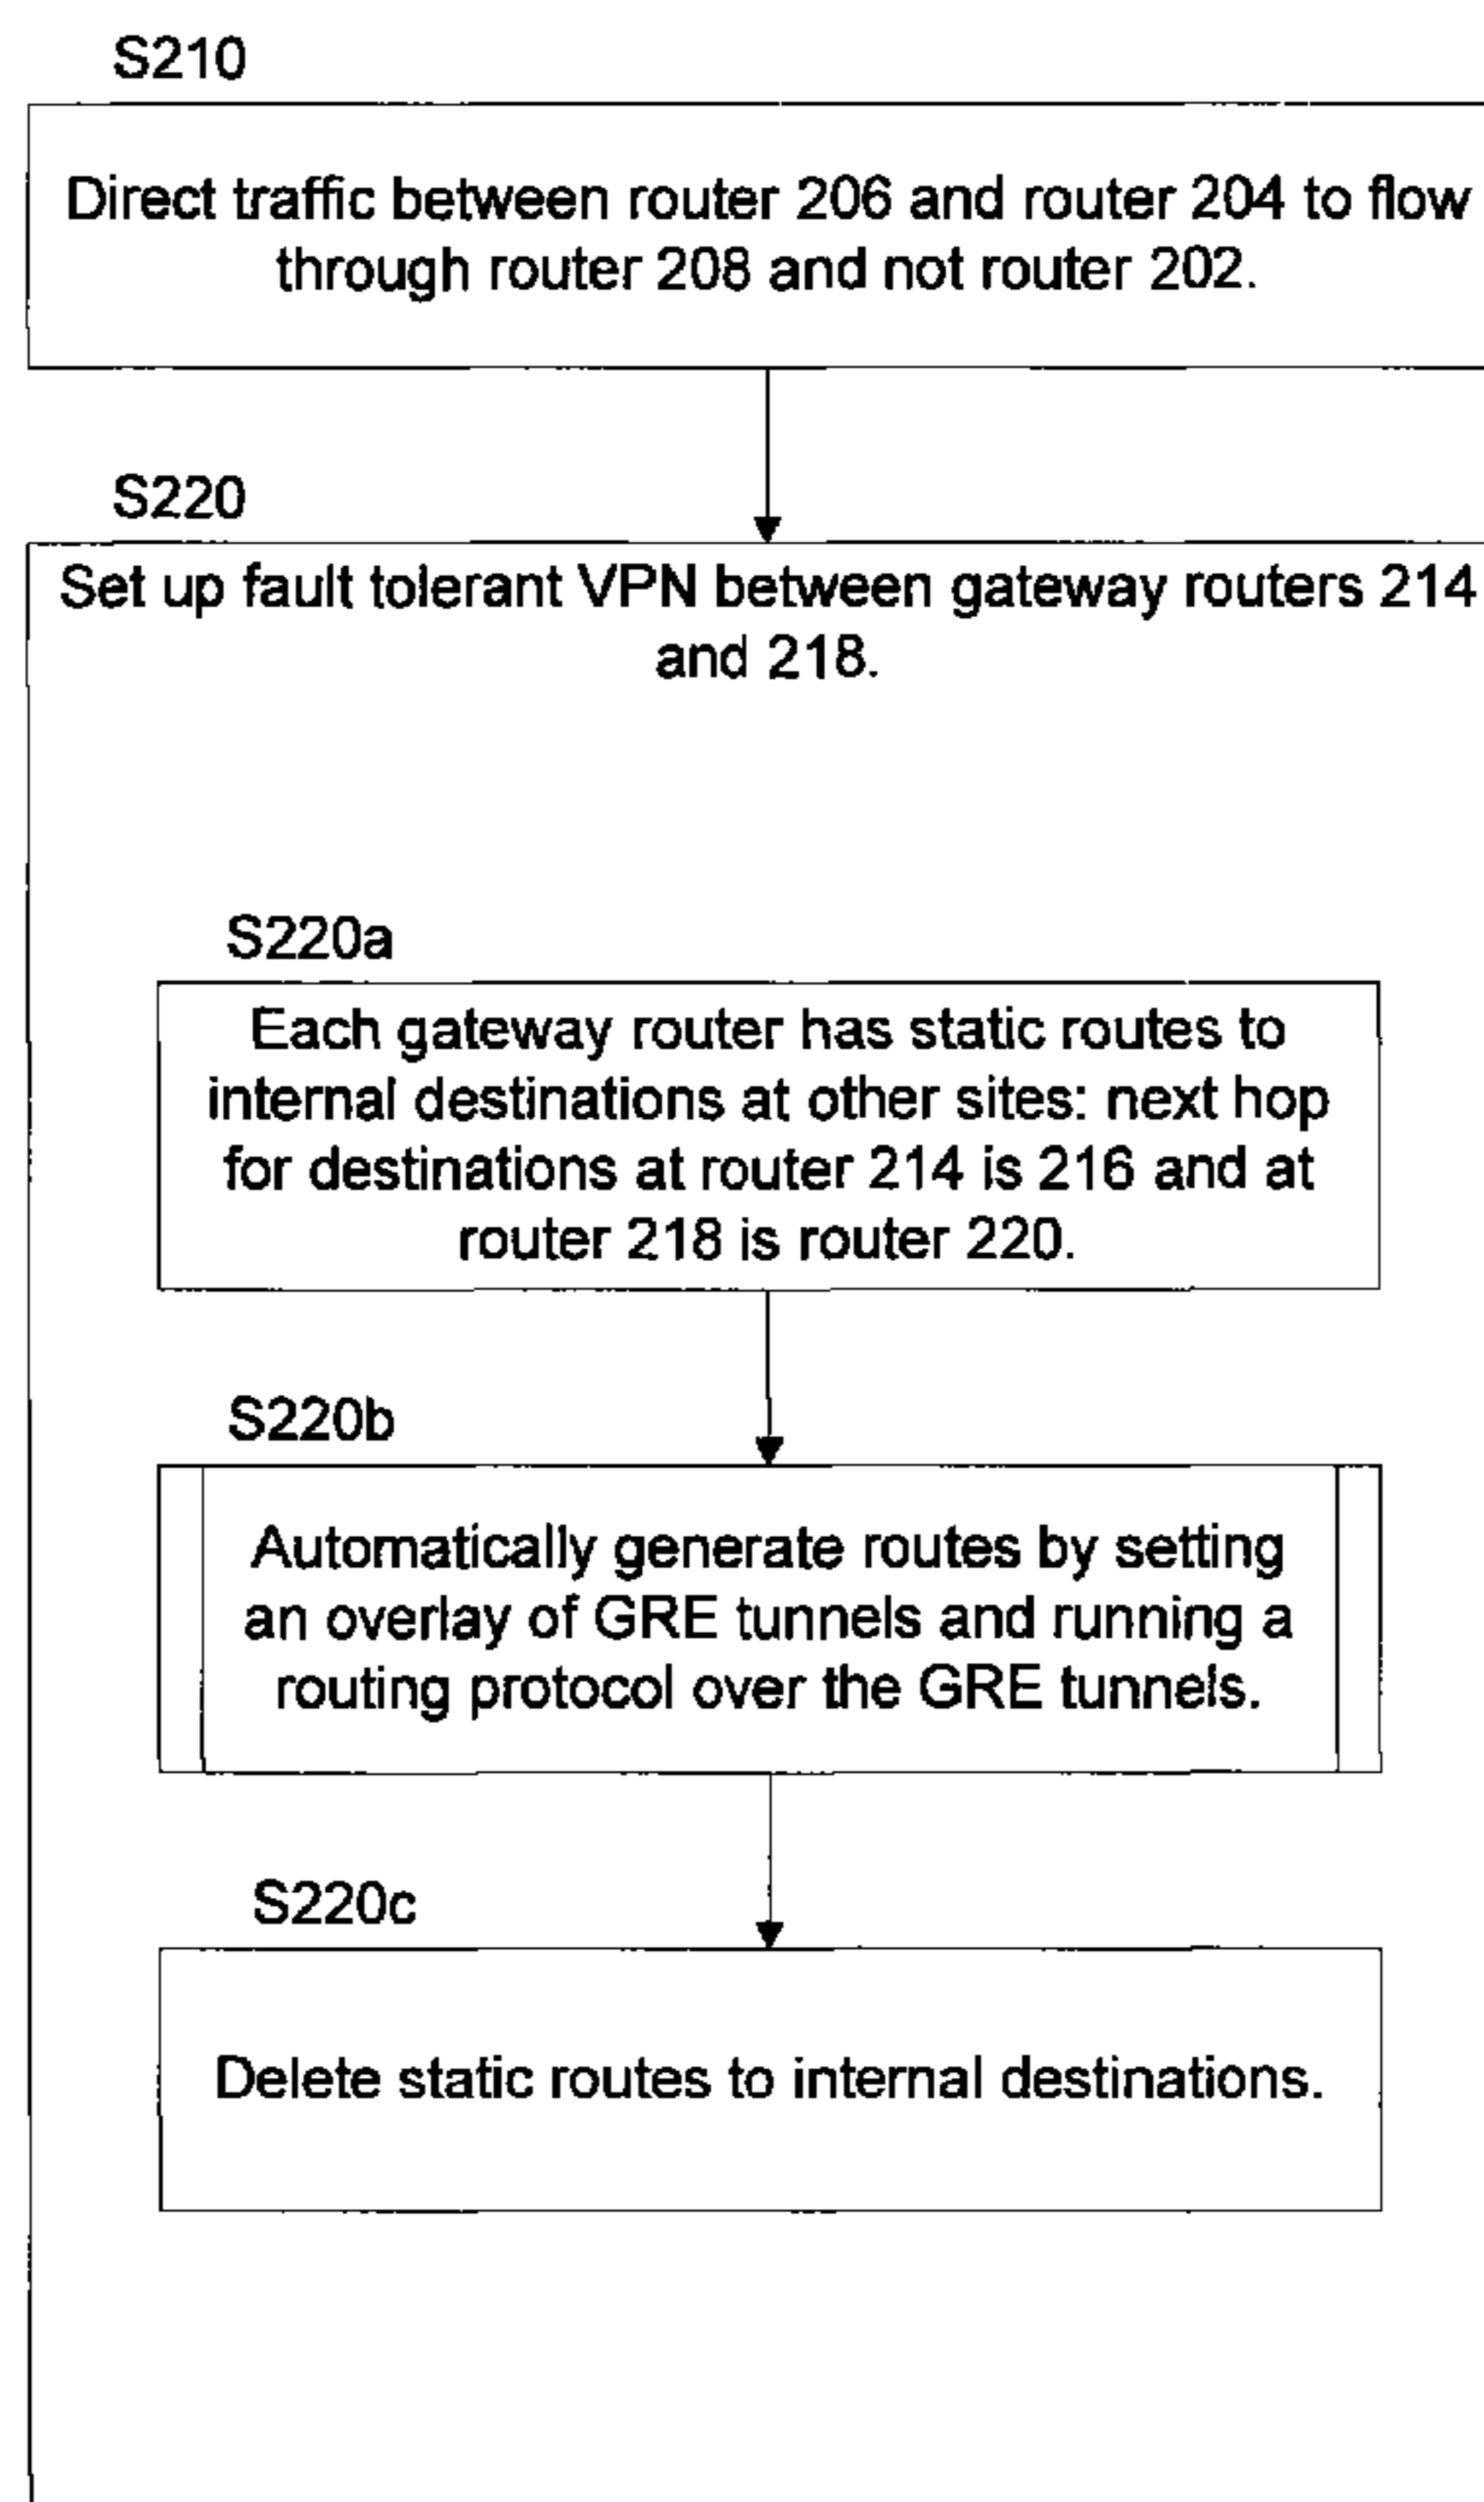 S210
Direct traffic between router 206 and router 204 to flow
through router 208 and not router 202.
S220
Set up fault tolerant VPN between gateway routers 214
and 218.
S220a
Each gateway router has static routes to
internal destinations at other sites: next hop
for destinations at router 214 is 216 and at
router 218 is router 220.
S220b
Automatically generate routes by setting
an overlay of GRE tunnels and running a
routing protocol over the GRE tunnels.
S220c
Delete static routes to internal destinations.